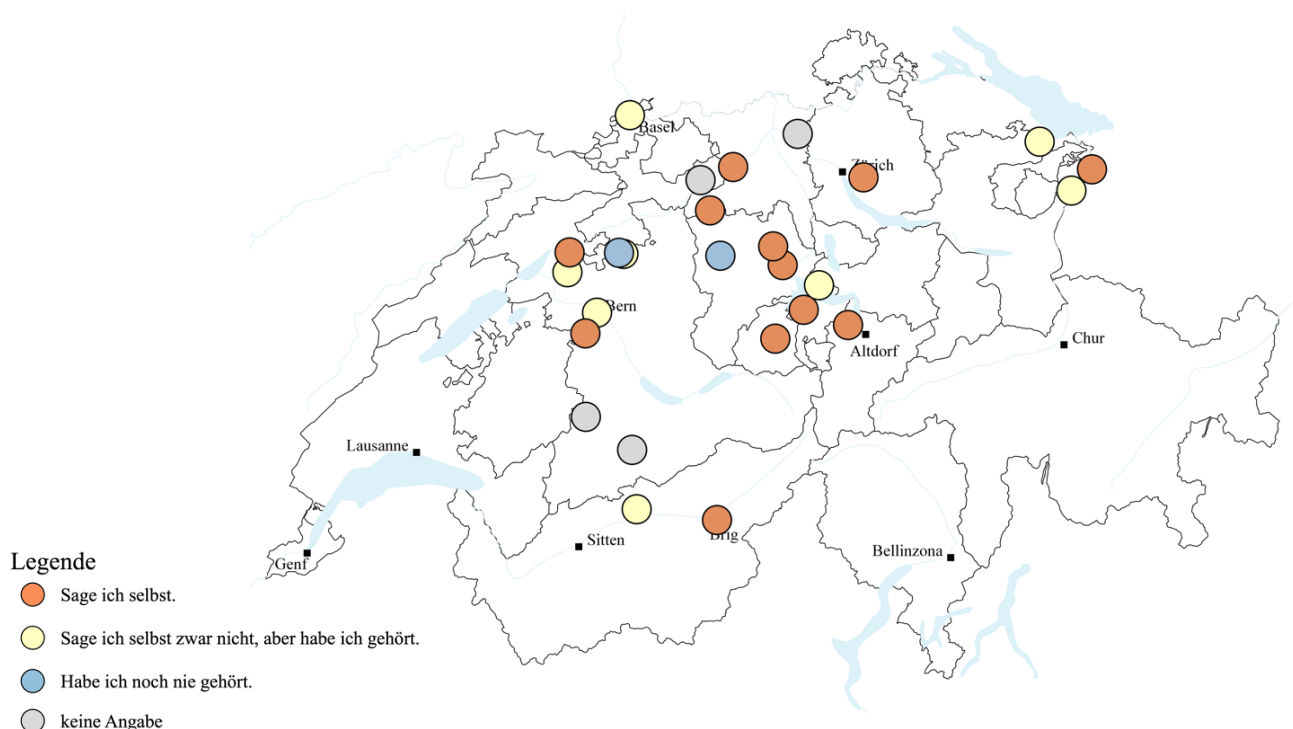 Basel
Zürich
Bern
Altdorf
Chur
Lausanne
Brig
Sitten
Bellinzona
Genf
Legende
Sage ich selbst.
Sage ich selbst zwar nicht, aber habe ich gehört.
Habe ich noch nie gehört.
keine Angabe